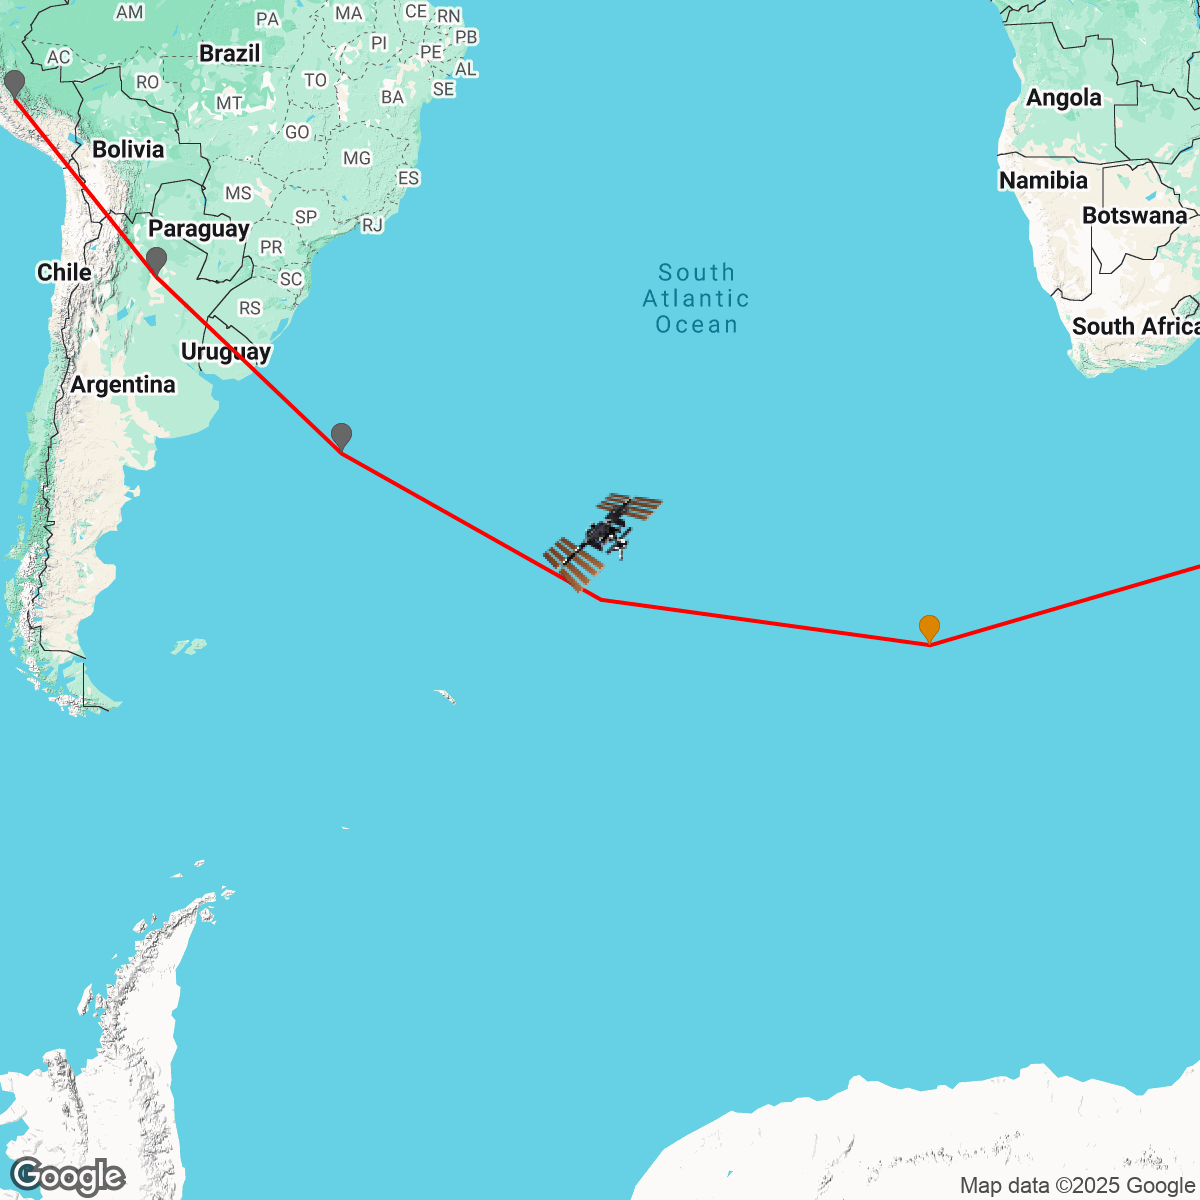 AM
PA
MA
CE
RN
PI
PB
PE
AC
Brazil
AL
RO
TO
SE
MT
BA
Angola
GO
Bolivia
MG
ES
Namibia
MS
SP
RJ
Botswana
Paraguay
PR
Chile
SC
South
Atlantic
Ocean
RS
South Africa
Uruguay
Argentina
Google
Map data ©2025 Google